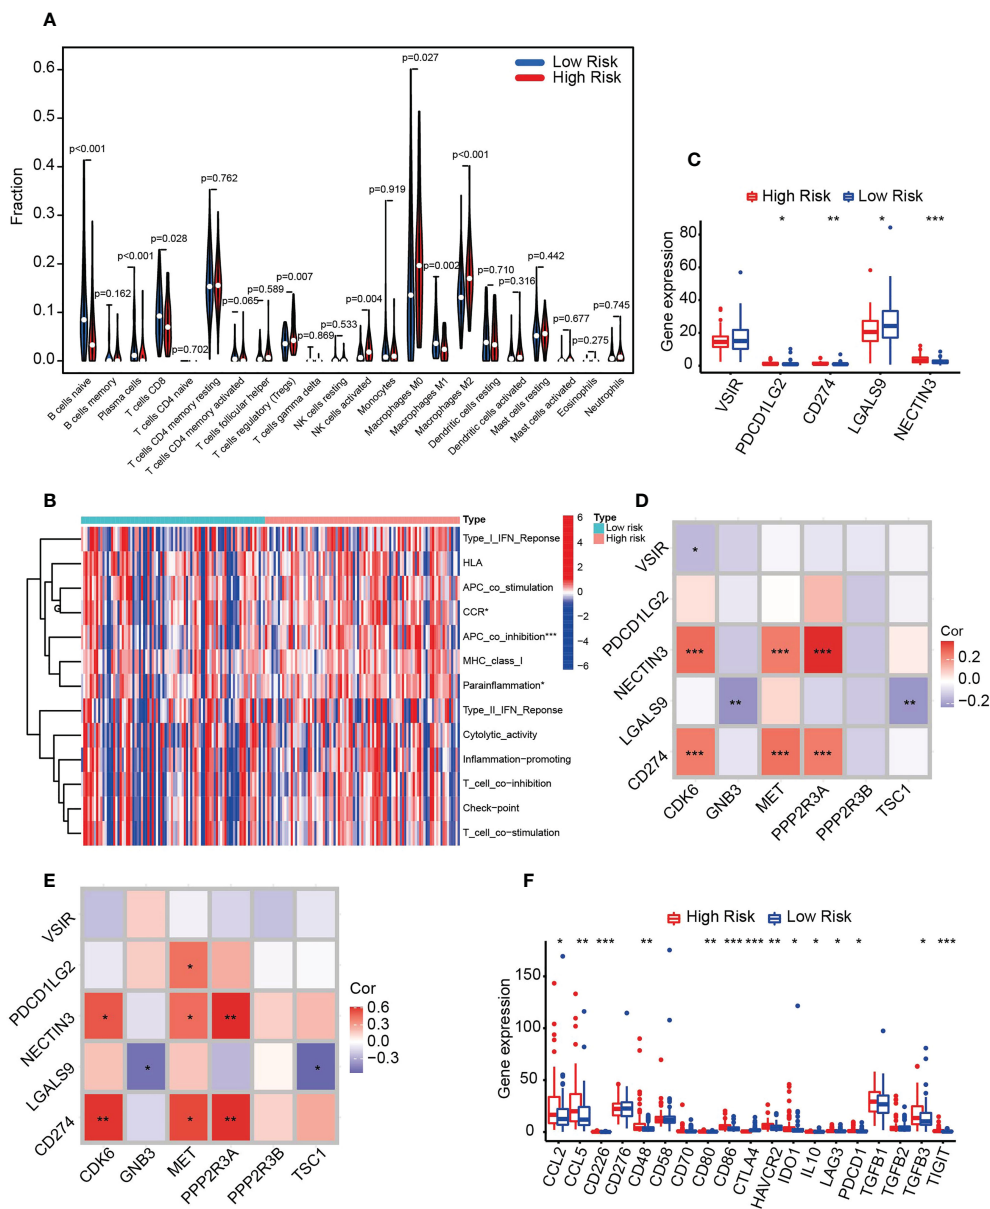 A
0.6
0.5
0.4
0.3
0.2
0.1
0.0
Fraction
Low Risk
High Risk
p<0.001
p=0.162
p<0.001
p=0.028
p=0.702
p=0.762
p=0.065
p=0.589
p=0.007
p=0.869
p=0.533
p=0.004
p=0.919
p=0.027
p=0.002
p<0.001
p=0.710
p=0.316
p=0.442
p=0.677
p=0.275
p=0.745
B cells naive
B cells memory
Plasma cells
T cells CD8
T cells CD4 naive
T cells CD4 memory resting
T cells CD4 memory activated
T cells follicular helper
T cells regulatory (Tregs)
T cells gamma delta
NK cells resting
NK cells activated
Monocytes
Macrophages M0
Macrophages M1
Macrophages M2
Dendritic cells resting
Dendritic cells activated
Mast cells resting
Mast cells activated
Eosinophils
Neutrophils
C
High Risk Low Risk
* ** * ***
Gene expression
80
60
40
20
0
VSIR
PDCD1LG2
CD274
LGALS9
NECTIN3
B
Type
Type_I_IFN_Reponse
HLA
APC_co_stimulation
CCR*
APC_co_inhibition***
MHC_class_I
Parainflammation*
Type_II_IFN_Reponse
Cytolytic_activity
Inflammation-promoting
T_cell_co-inhibition
Check-point
T_cell_co-stimulation
6
4
2
0
−2
−4
−6
Type
Low risk
High risk
D
VSIR
PDCD1LG2
NECTIN3
LGALS9
CD274
*
*** *** ***
** **
*** *** ***
CDK6
GNB3
MET
PPP2R3A
PPP2R3B
TSC1
Cor
0.2
0.0
−0.2
E
VSIR
PDCD1LG2
NECTIN3
LGALS9
CD274
*
* * **
* *
** * **
CDK6
GNB3
MET
PPP2R3A
PPP2R3B
TSC1
Cor
0.6
0.3
0.0
−0.3
F
High Risk Low Risk
* ** *** ** ** *** *** ** * * * * * ***
Gene expression
150
100
50
0
CCL2
CCL5
CD226
CD276
CD48
CD58
CD70
CD80
CD86
CTLA4
HAVCR2
IDO1
IL10
LAG3
PDCD1
TGFB1
TGFB2
TGFB3
TIGIT